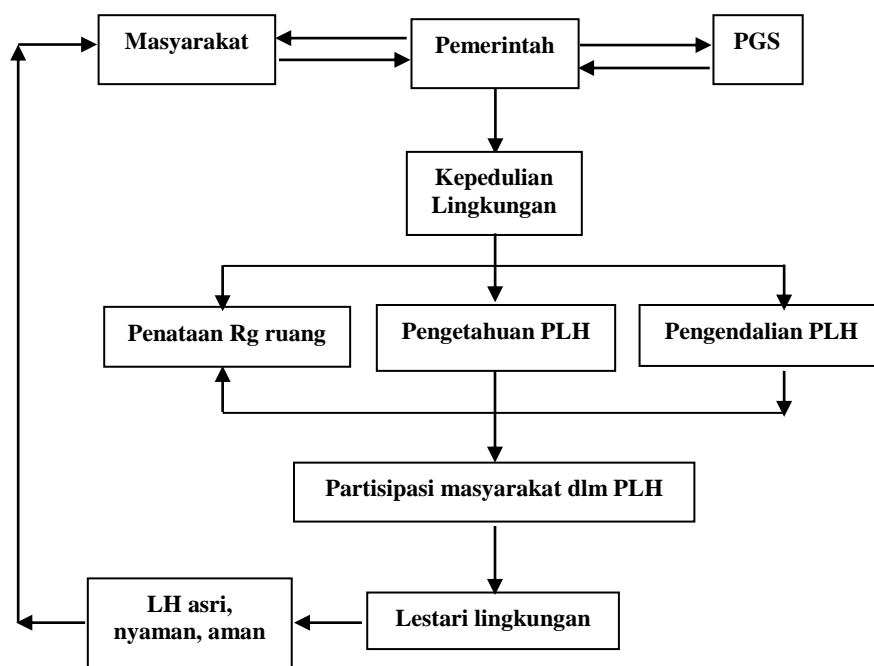 Masyarakat
Pemerintah
PGS
Kepedulian
Lingkungan
Penataan Rg ruang
Pengetahuan PLH
Pengendalian PLH
Partisipasi masyarakat dlm PLH
LH asri,
nyaman, aman
Lestari lingkungan